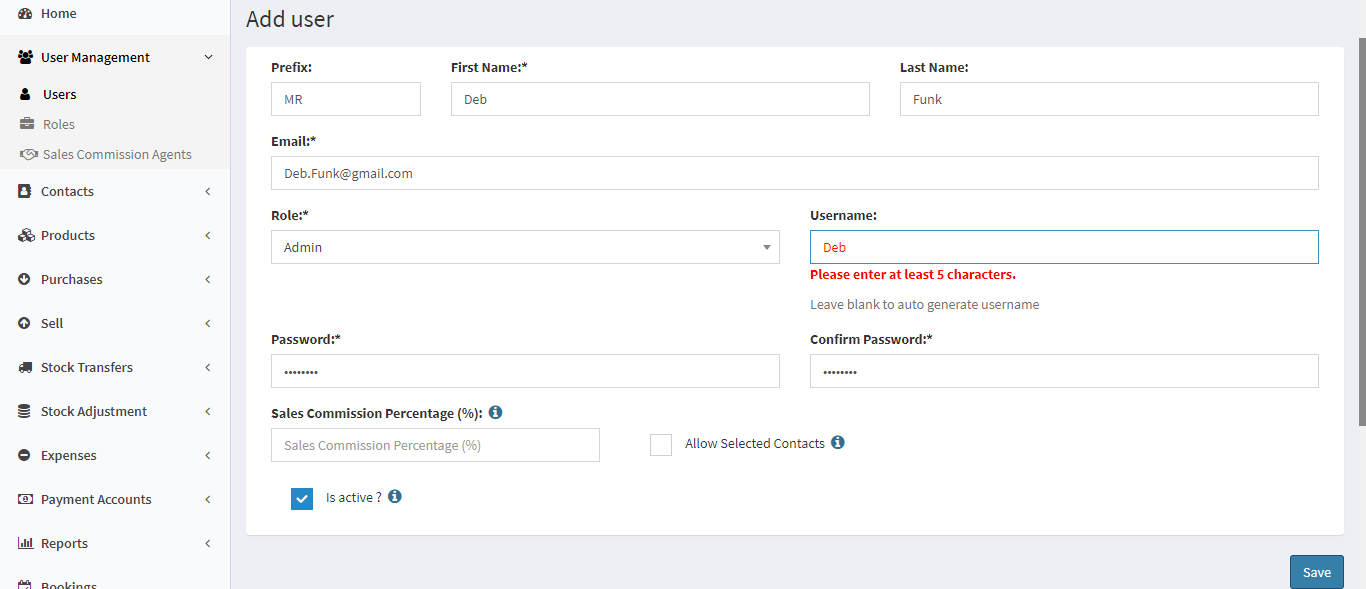 Home
User Management
Users
Roles
Sales Commission Agents
Contacts
Products
Purchases
Sell
Stock Transfers
Stock Adjustment
Expenses
Payment Accounts
Reports
Bookings
Add user
Prefix: First Name:* Last Name:
MR Deb Funk
Email:*
Deb.Funk@gmail.com
Role:* Username:
Admin Deb
Please enter at least 5 characters.
Leave blank to auto generate username
Password:* Confirm Password:*
•••••••• ••••••••
Sales Commission Percentage (%):
Sales Commission Percentage (%) Allow Selected Contacts
Is active ?
Save